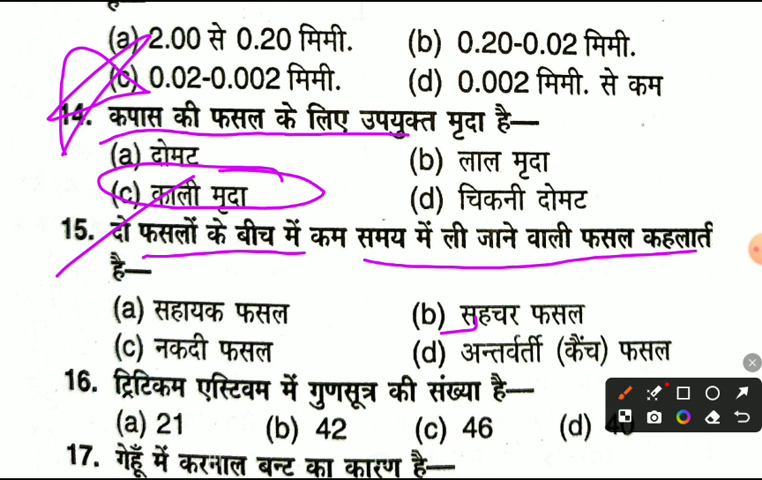 है—
(a) 2.00 से 0.20 मिमी. (b) 0.20-0.02 मिमी.
(c) 0.02-0.002 मिमी. (d) 0.002 मिमी. से कम
14. कपास की फसल के लिए उपयुक्त मृदा है—
(a) दोमट (b) लाल मृदा
(c) काली मृदा (d) चिकनी दोमट
15. दो फसलों के बीच में कम समय में ली जाने वाली फसल कहलात
है—
(a) सहायक फसल (b) सहचर फसल
(c) नकदी फसल (d) अन्तर्वर्ती (कैंच) फसल
16. ट्रिटिकम एस्टिवम में गुणसूत्र की संख्या है—
(a) 21 (b) 42 (c) 46 (d) 40
17. गेहूँ में करनाल बन्ट का कारण है—